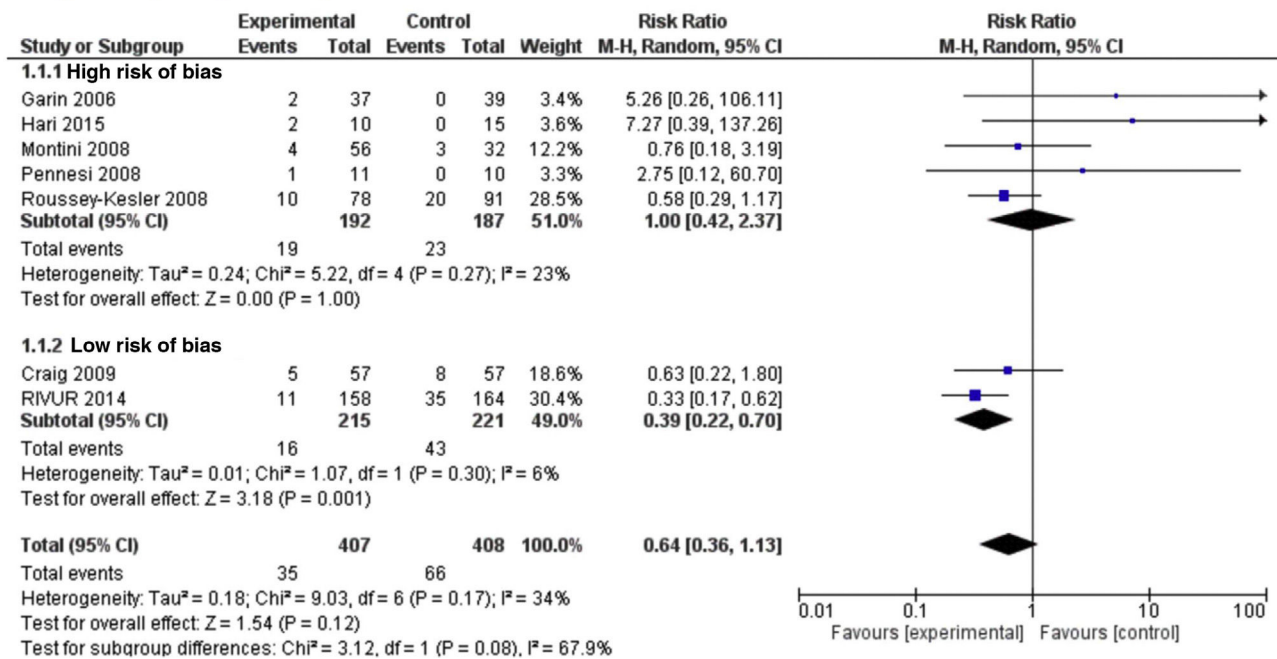 Experimental Control Risk Ratio Risk Ratio
Study or Subgroup Events Total Events Total Weight M-H, Random, 95% CI M-H, Random, 95% CI
1.1.1 High risk of bias
Garin 2006 2 37 0 39 3.4% 5.26 [0.26, 106.11]
Hari 2015 2 10 0 15 3.6% 7.27 [0.39, 137.26]
Montini 2008 4 56 3 32 12.2% 0.76 [0.18, 3.19]
Pennesi 2008 1 11 0 10 3.3% 2.75 [0.12, 60.70]
Roussey-Kesler 2008 10 78 20 91 28.5% 0.58 [0.29, 1.17]
Subtotal (95% CI) 192 187 51.0% 1.00 [0.42, 2.37]
Total events 19 23
Heterogeneity: Tau² = 0.24; Chi² = 5.22, df = 4 (P = 0.27); I² = 23%
Test for overall effect: Z = 0.00 (P = 1.00)
1.1.2 Low risk of bias
Craig 2009 5 57 8 57 18.6% 0.63 [0.22, 1.80]
RIVUR 2014 11 158 35 164 30.4% 0.33 [0.17, 0.62]
Subtotal (95% CI) 215 221 49.0% 0.39 [0.22, 0.70]
Total events 16 43
Heterogeneity: Tau² = 0.01; Chi² = 1.07, df = 1 (P = 0.30); I² = 6%
Test for overall effect: Z = 3.18 (P = 0.001)
Total (95% CI) 407 408 100.0% 0.64 [0.36, 1.13]
Total events 35 66
Heterogeneity: Tau² = 0.18; Chi² = 9.03, df = 6 (P = 0.17); I² = 34%
Test for overall effect: Z = 1.54 (P = 0.12)
Test for subgroup differences: Chi² = 3.12, df = 1 (P = 0.08), I² = 67.9%
0.01 0.1 1 10 100
Favours [experimental] Favours [control]